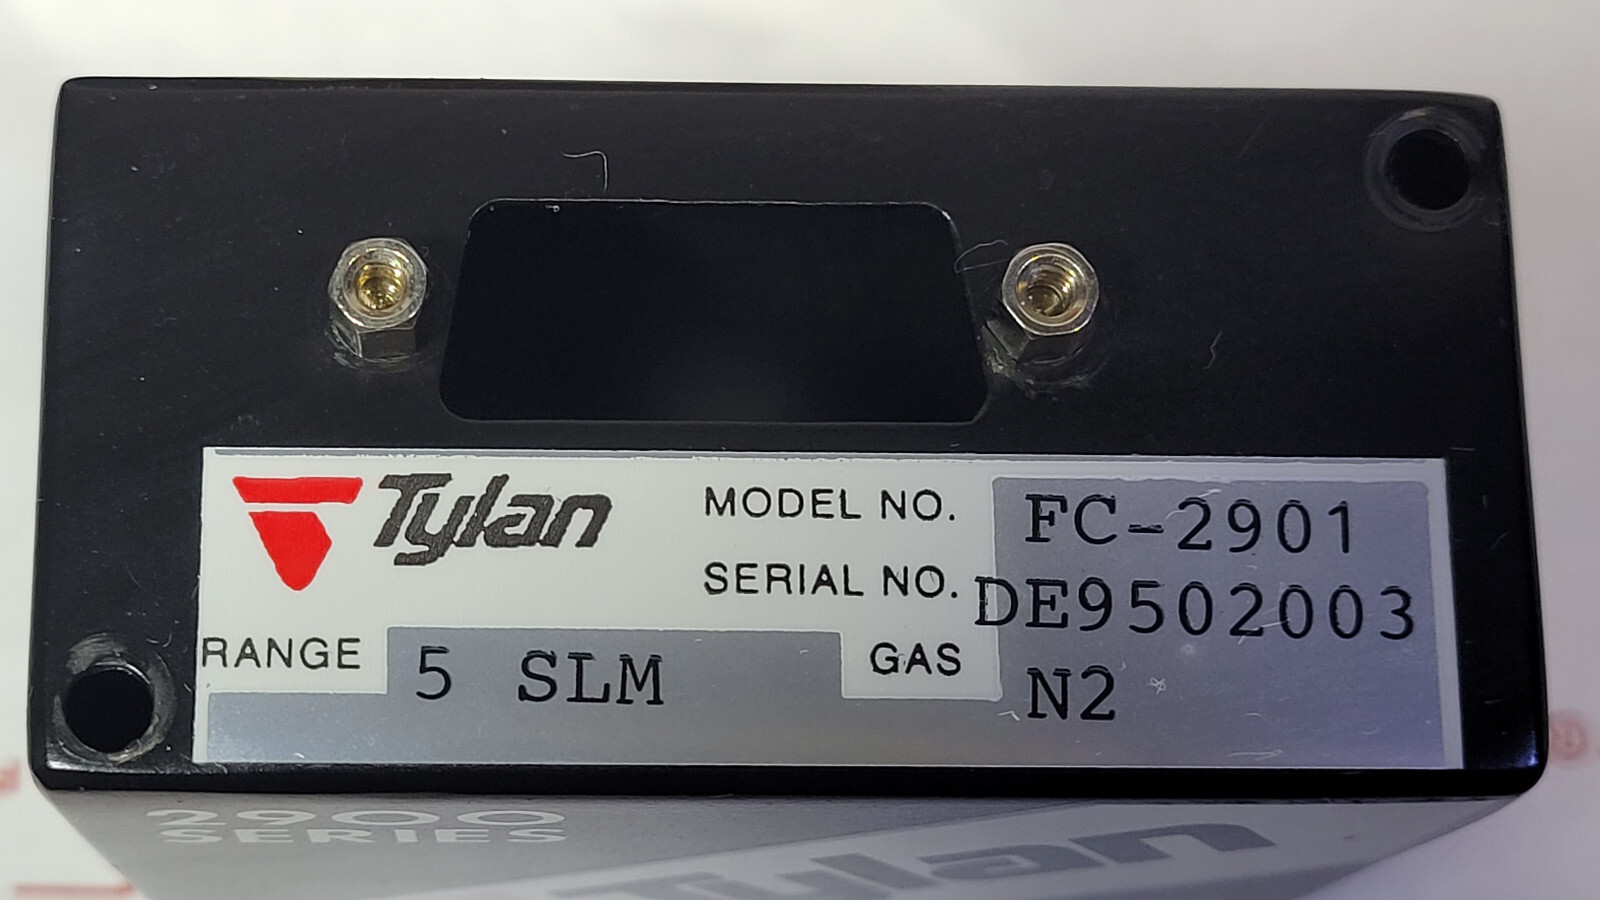 Tylan
MODEL NO. FC-2901
SERIAL NO. DE9502003
RANGE 5 SLM GAS N2
2900
SERIES
Tylan